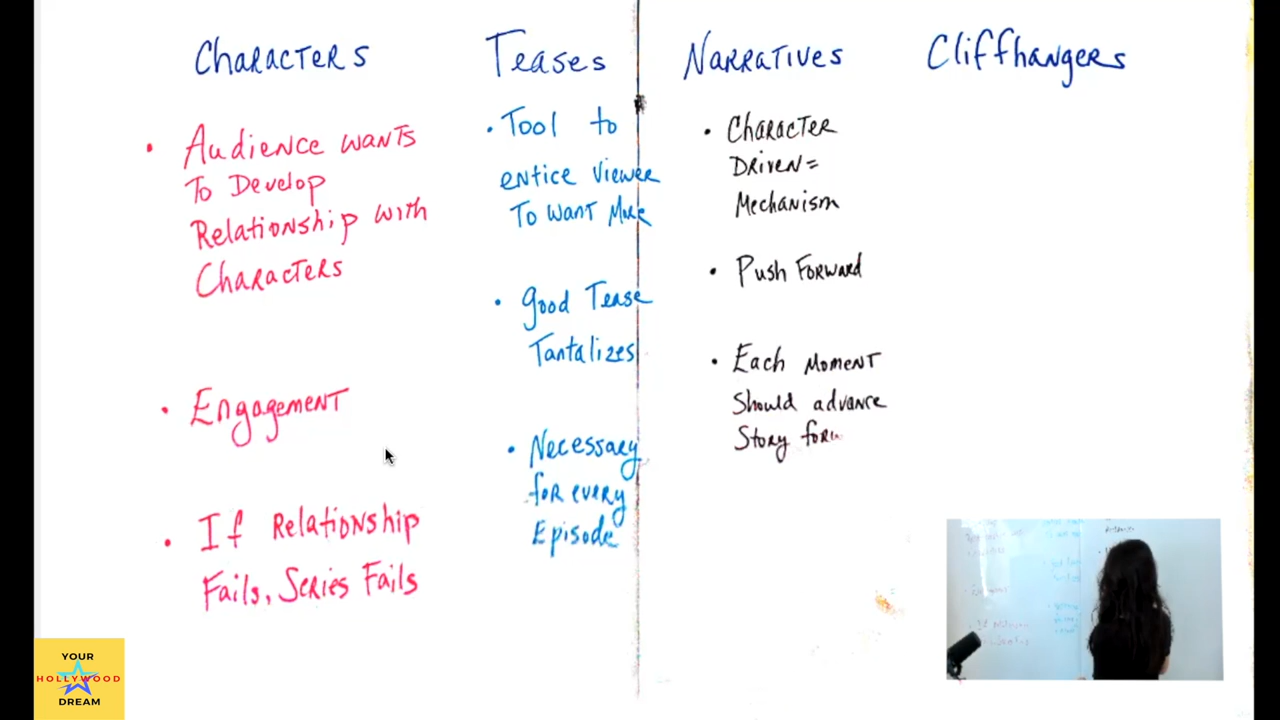 Characters
Audience wants
To Develop
Relationship with
Characters
Engagement
If Relationship
Fails, Series Fails
Teases
Tool to
entice Viewer
To Want More
good Tease
Tantalizes
Necessary
for every
Episode
Narratives
Character
Driven =
Mechanism
Push Forward
Each Moment
Should advance
Story forw
Cliffhangers
YOUR
HOLLYWOOD
DREAM